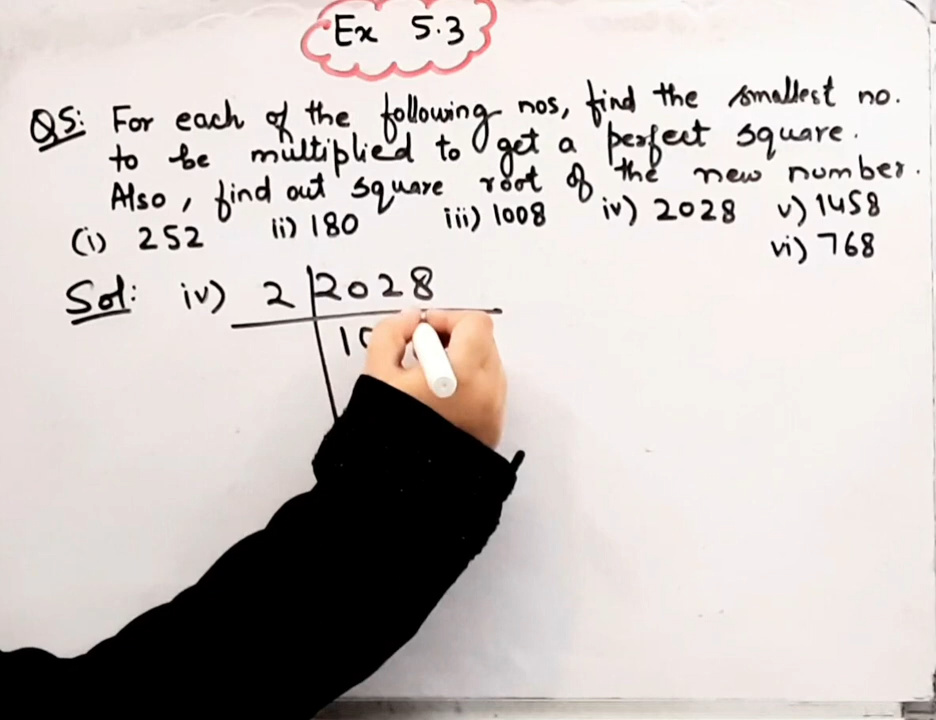 Ex 5.3
Q5: For each of the following nos, find the smallest no.
to be multiplied to get a perfect square.
Also, find out square root of the new number.
(i) 252 ii) 180 iii) 1008 iv) 2028 v) 1458
vi) 768
Sol: iv) 2 2028
10